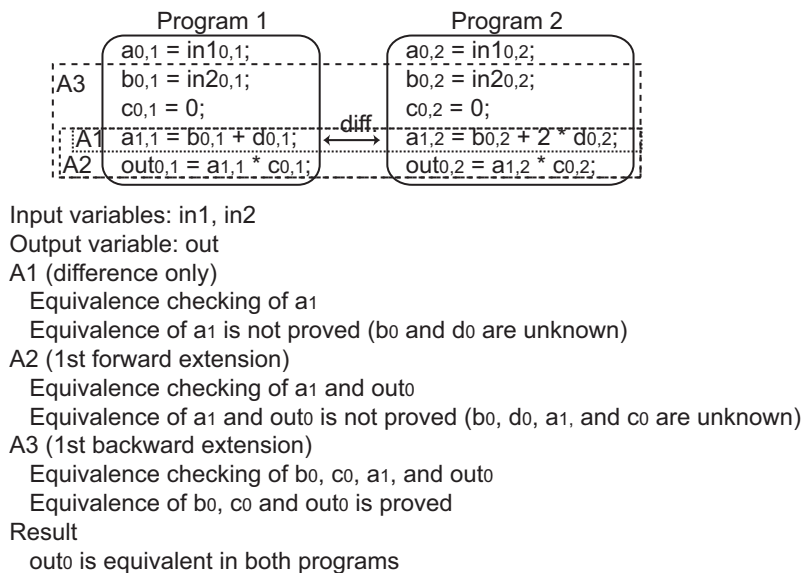 Program 1 Program 2
a0,1 = in10,1; a0,2 = in10,2;
A3 b0,1 = in20,1; b0,2 = in20,2;
c0,1 = 0; c0,2 = 0;
diff.
A1 a1,1 = b0,1 + d0,1; a1,2 = b0,2 + 2 * d0,2;
A2 out0,1 = a1,1 * c0,1; out0,2 = a1,2 * c0,2;
Input variables: in1, in2
Output variable: out
A1 (difference only)
Equivalence checking of a1
Equivalence of a1 is not proved (b0 and d0 are unknown)
A2 (1st forward extension)
Equivalence checking of a1 and out0
Equivalence of a1 and out0 is not proved (b0, d0, a1, and c0 are unknown)
A3 (1st backward extension)
Equivalence checking of b0, c0, a1, and out0
Equivalence of b0, c0 and out0 is proved
Result
out0 is equivalent in both programs